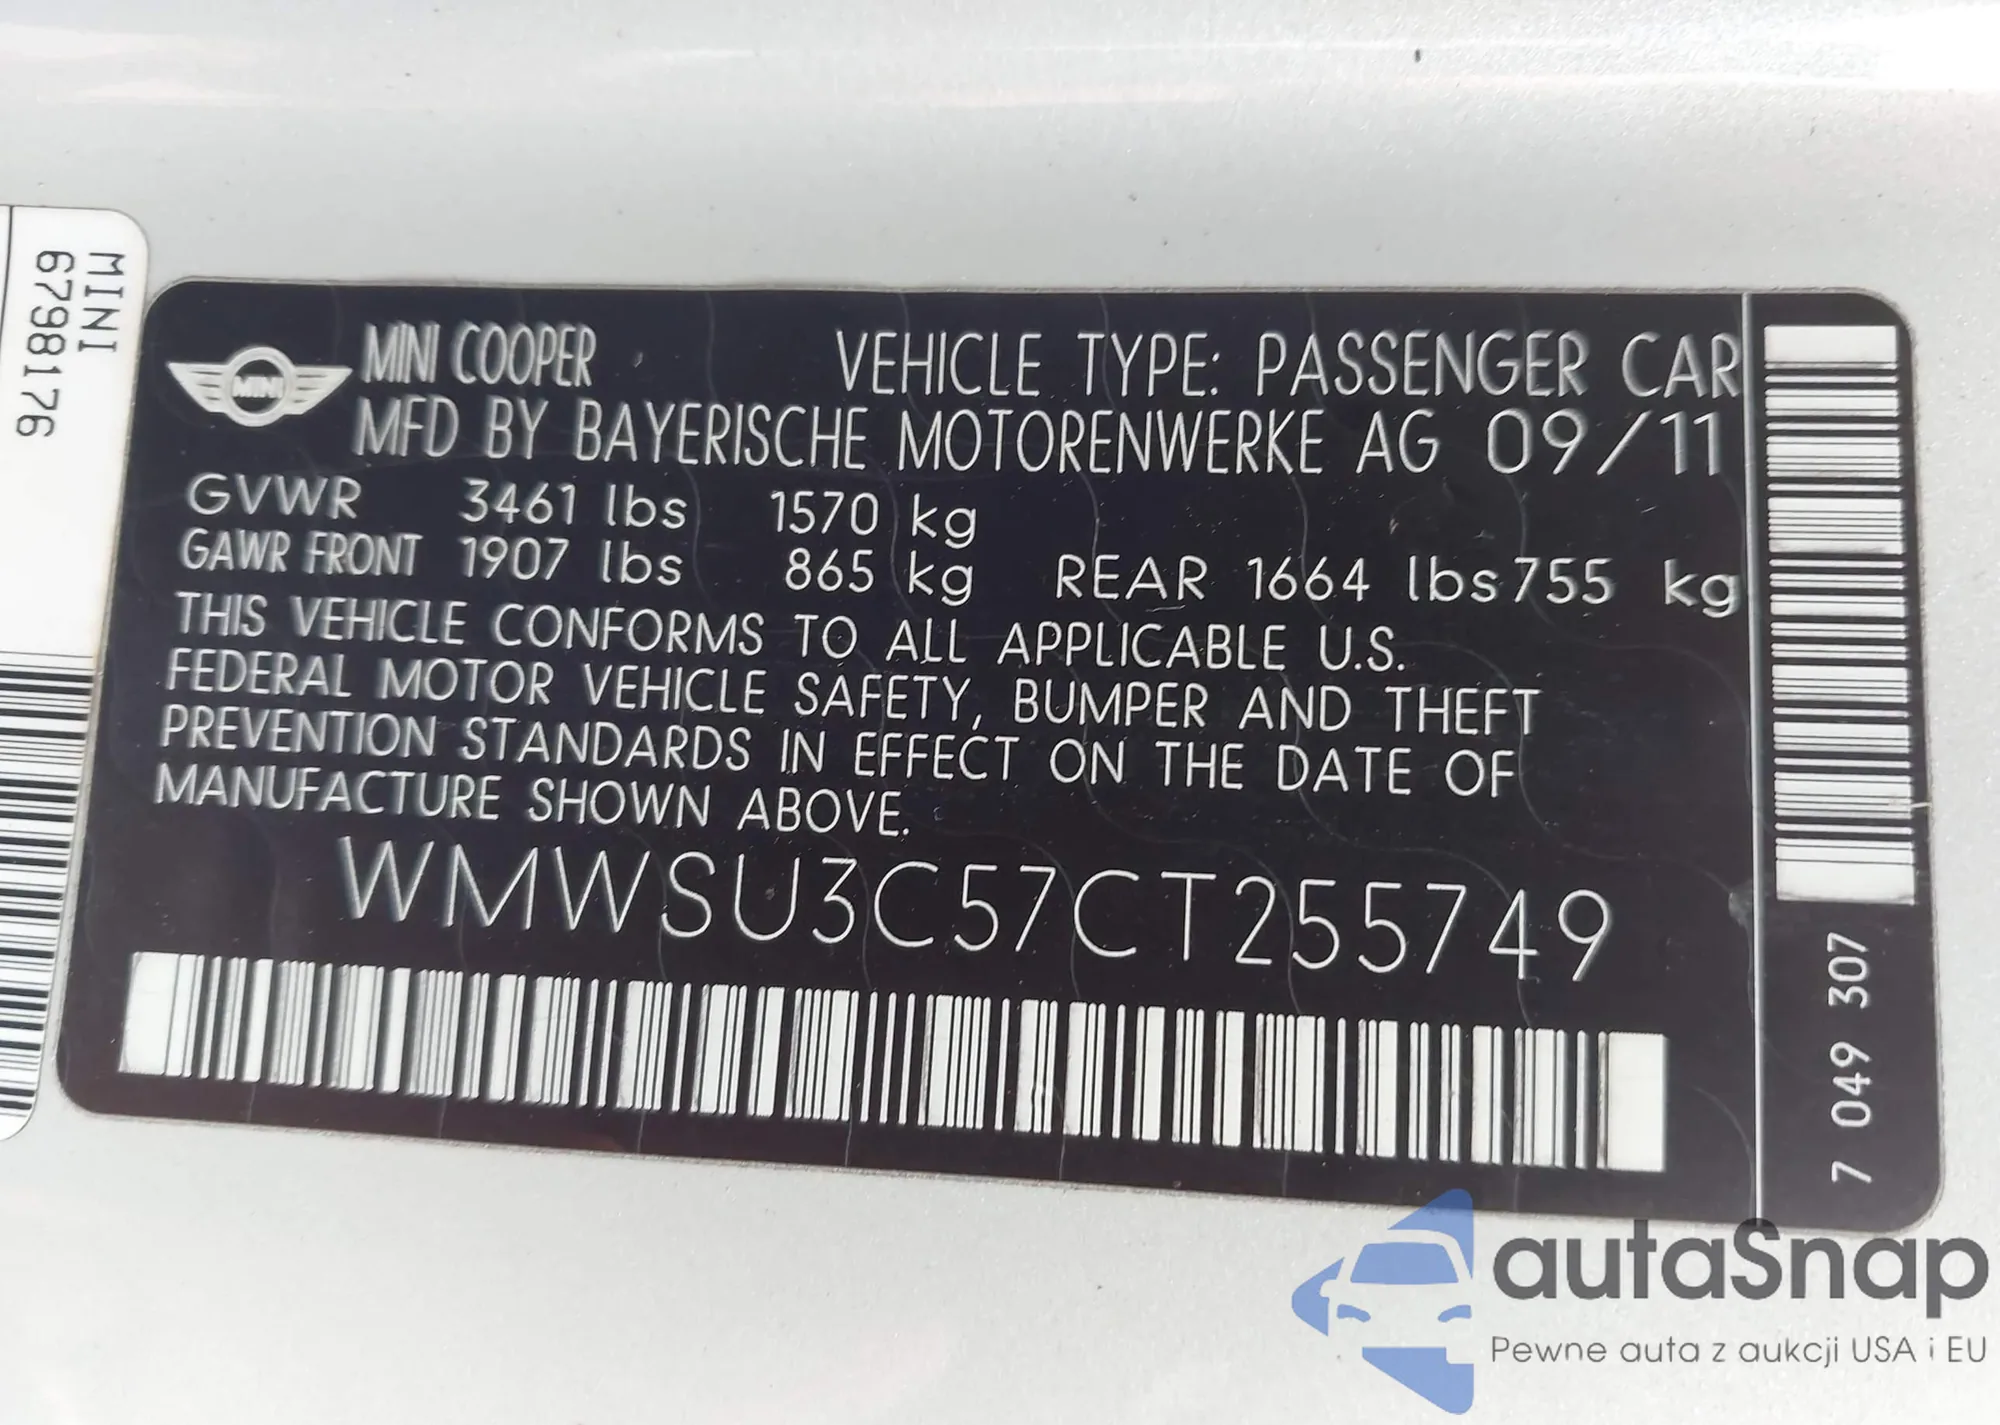 MINI
6798176
MINI
MINI COOPER VEHICLE TYPE: PASSENGER CAR
MFD BY BAYERISCHE MOTORENWERKE AG 09/11
GVWR 3461 lbs 1570 kg
GAWR FRONT 1907 lbs 865 kg REAR 1664 lbs 755 kg
THIS VEHICLE CONFORMS TO ALL APPLICABLE U.S.
FEDERAL MOTOR VEHICLE SAFETY, BUMPER AND THEFT
PREVENTION STANDARDS IN EFFECT ON THE DATE OF
MANUFACTURE SHOWN ABOVE.
WMWSU3C57CT255749
7 049 307
autoSnap
Pewne auta z aukcji USA i EU